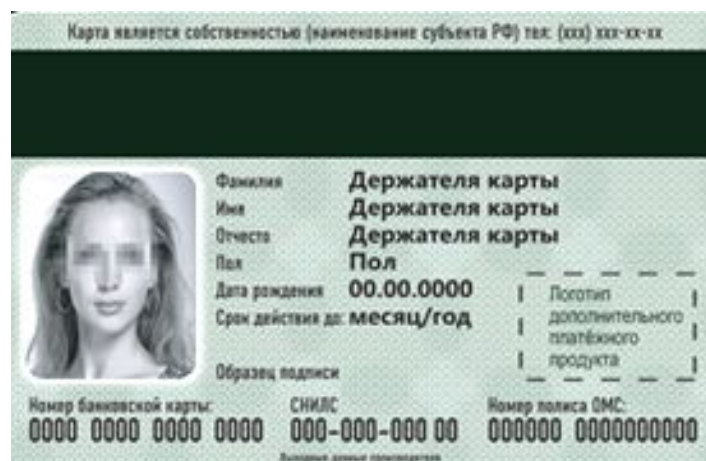 Карта является собственностью (наименование субъекта РФ) тел: (xxx) xxx-xx-xx
Фамилия Держателя карты
Имя Держателя карты
Отчесто Держателя карты
Пол Пол
Дата рождения 00.00.0000
Срок действия до: месяц/год
Логотип
дополнительного
платёжного
продукта
Образец подписи
Номер банковской карты: СНИЛС Номер полиса ОМС:
0000 0000 0000 0000 000-000-000 00 000000 0000000000